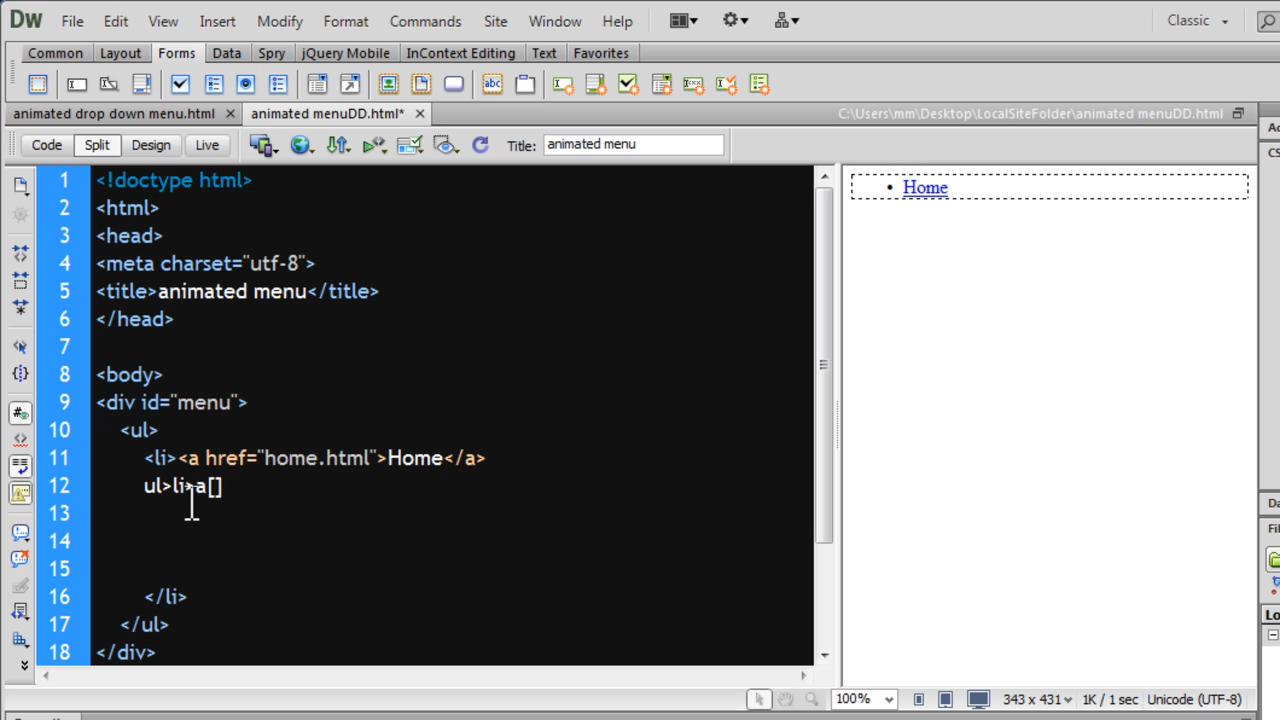 Dw File Edit View Insert Modify Format Commands Site Window Help Classic
Common Layout Forms Data Spry jQuery Mobile InContext Editing Text Favorites
abc
animated drop down menu.html animated menuDD.html* C:\Users\mm\Desktop\LocalSiteFolder\animated menuDD.html
Code Split Design Live Title: animated menu
1 <!doctype html>
2 <html>
3 <head>
4 <meta charset="utf-8">
5 <title>animated menu</title>
6 </head>
7
8 <body>
9 <div id="menu">
10 <ul>
11 <li><a href="home.html">Home</a>
12 ul>li>a[]
13
14
15
16 </li>
17 </ul>
18 </div>
• Home
100% 343 x 431 1K / 1 sec Unicode (UTF-8)